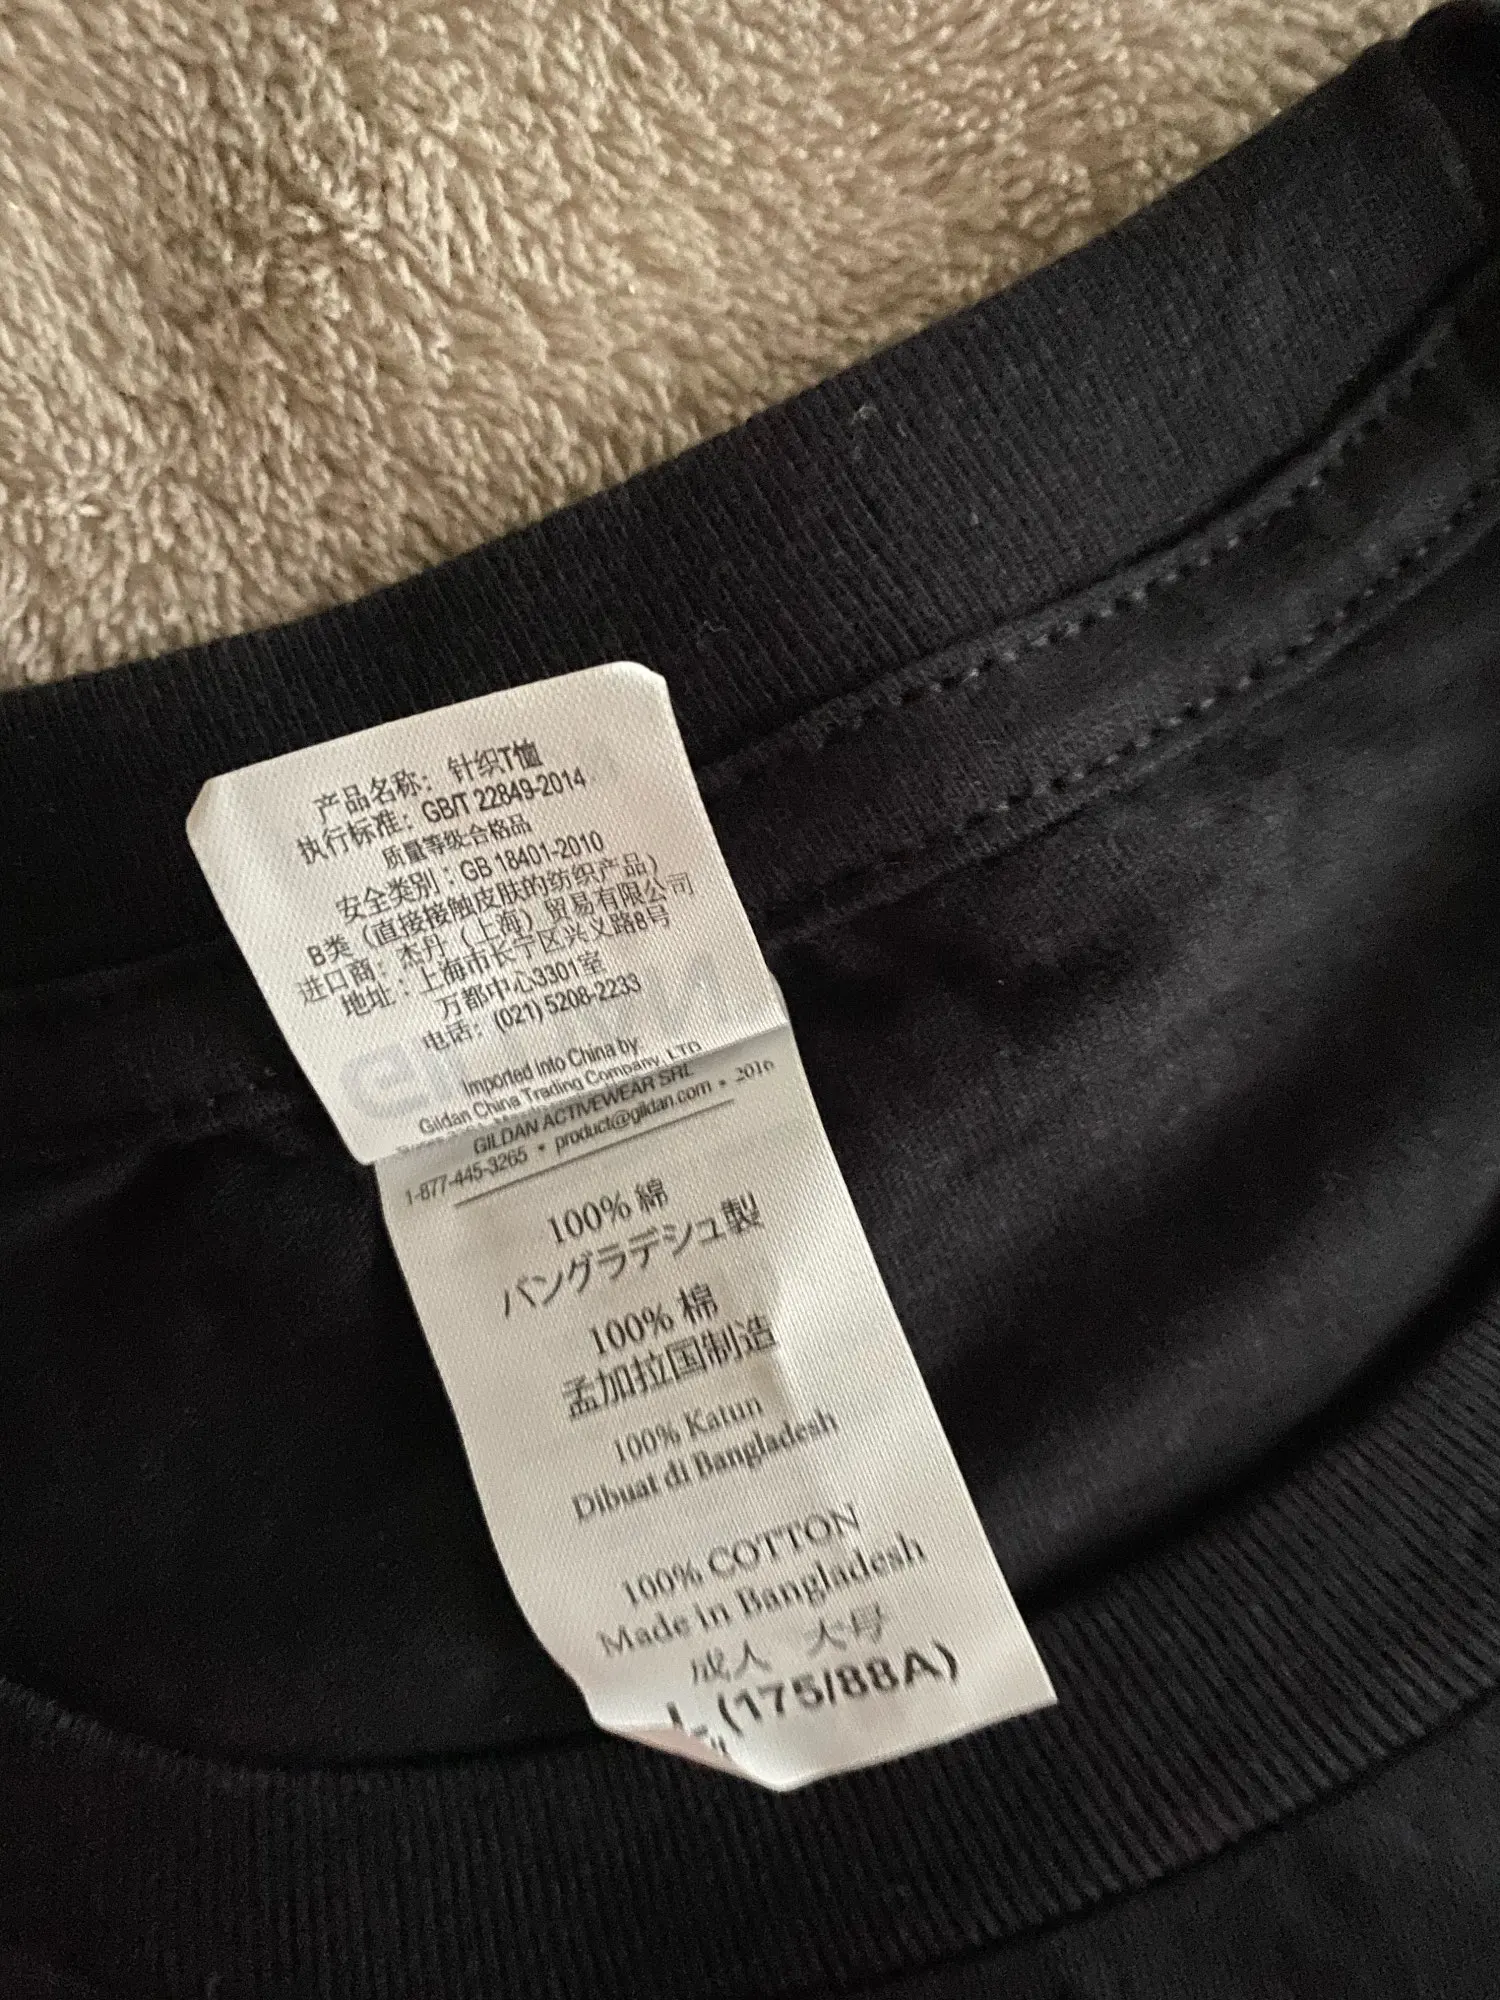 产品名称：针织T恤
执行标准：GB/T 22849-2014
质量等级合格品
安全类别：GB 18401-2010
B类（直接接触皮肤的纺织产品）
进口商：杰丹（上海）贸易有限公司
地址：上海市长宁区兴义路8号
万都中心3301室
电话：(021) 5208-2233
Imported into China by
Gildan China Trading Company, LTD
GILDAN ACTIVEWEAR SRL
1-877-445-3265 • product@gildan.com • 2016
100% 綿
バングラデシュ製
100% 棉
孟加拉国制造
100% Katun
Dibuat di Bangladesh
100% COTTON
Made in Bangladesh
成人 大号
L (175/88A)